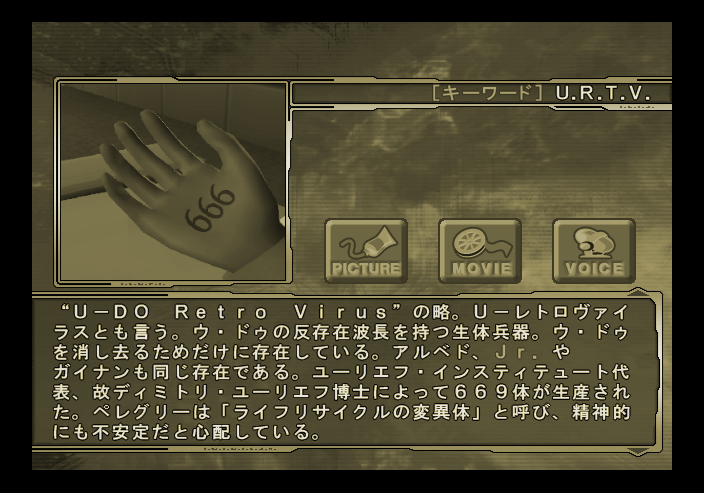 666
[キーワード] U.R.T.V.
PICTURE
MOVIE
VOICE
“Ｕ－ＤＯ　Ｒｅｔｒｏ　Ｖｉｒｕｓ”の略。Ｕ－レトロヴァイ
ラスとも言う。ウ・ドゥの反存在波長を持つ生体兵器。ウ・ドゥ
を消し去るためだけに存在している。アルベド、Ｊｒ．や
ガイナンも同じ存在である。ユーリエフ・インスティテュート代
表、故ディミトリ・ユーリエフ博士によって６６９体が生産され
た。ペレグリーは「ライフリサイクルの変異体」と呼び、精神的
にも不安定だと心配している。